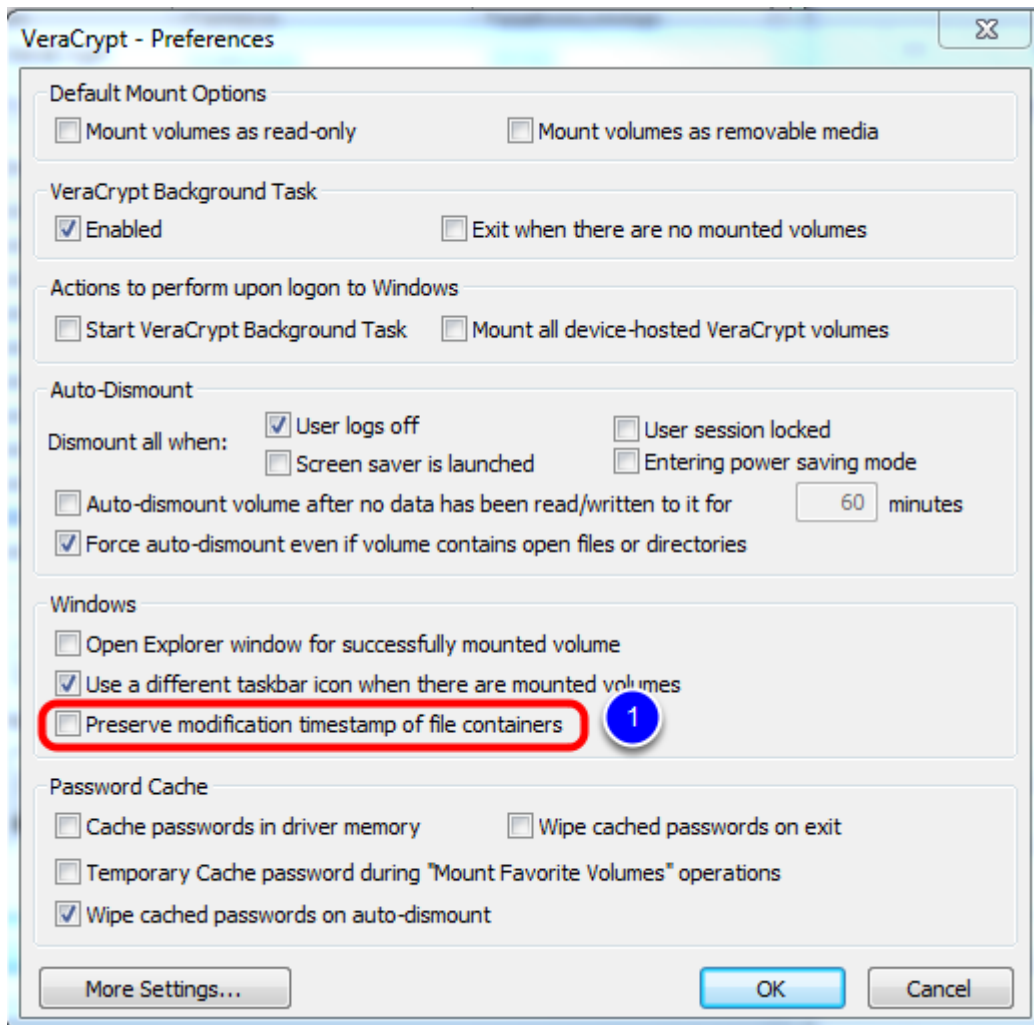 VeraCrypt - Preferences
Default Mount Options
Mount volumes as read-only
Mount volumes as removable media
VeraCrypt Background Task
Enabled
Exit when there are no mounted volumes
Actions to perform upon logon to Windows
Start VeraCrypt Background Task
Mount all device-hosted VeraCrypt volumes
Auto-Dismount
Dismount all when:
User logs off
User session locked
Screen saver is launched
Entering power saving mode
Auto-dismount volume after no data has been read/written to it for 60 minutes
Force auto-dismount even if volume contains open files or directories
Windows
Open Explorer window for successfully mounted volume
Use a different taskbar icon when there are mounted volumes
Preserve modification timestamp of file containers
1
Password Cache
Cache passwords in driver memory
Wipe cached passwords on exit
Temporary Cache password during "Mount Favorite Volumes" operations
Wipe cached passwords on auto-dismount
More Settings...
OK
Cancel